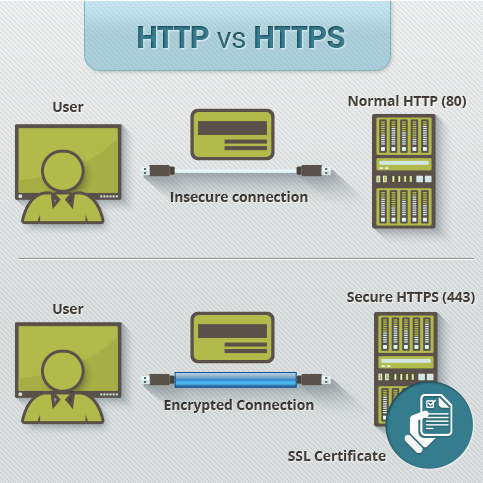 HTTP vs HTTPS
User
Normal HTTP (80)
Insecure connection
User
Secure HTTPS (443)
Encrypted Connection
SSL Certificate